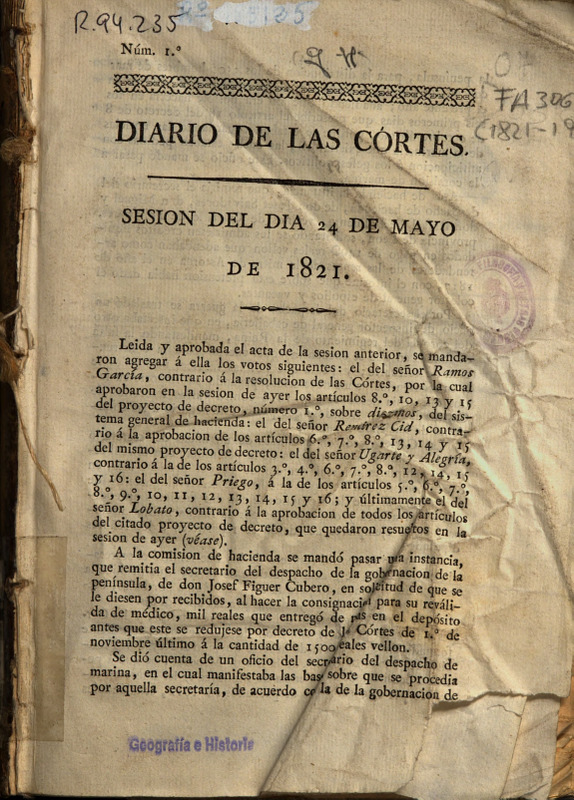 R.94.235
Núm. 1.º
FA306
(1821-19
DIARIO DE LAS CÓRTES.
SESION DEL DIA 24 DE MAYO
DE 1821.
Leida y aprobada el acta de la sesion anterior, se manda-
ron agregar á ella los votos siguientes: el del señor Ramos
García, contrario á la resolucion de las Córtes, por la cual
aprobaron en la sesion de ayer los artículos 8.º, 10, 13 y 15
del proyecto de decreto, número 1.º, sobre diezmos, del sis-
tema general de hacienda: el del señor Remírez Cid, contra-
rio á la aprobacion de los artículos 6.º, 7.º, 8.º, 13, 14 y 15
del mismo proyecto de decreto: el del señor Ugarte y Alegría,
contrario á la de los artículos 3.º, 4.º, 6.º, 7.º, 8.º, 12, 14, 15
y 16: el del señor Priego, á la de los artículos 5.º, 6.º, 7.º,
8.º, 9.º, 10, 11, 12, 13, 14, 15 y 16; y últimamente el del
señor Lobato, contrario á la aprobacion de todos los artículos
del citado proyecto de decreto, que quedaron resueltos en la
sesion de ayer (véase).
A la comision de hacienda se mandó pasar una instancia,
que remitia el secretario del despacho de la gobernacion de la
península, de don Josef Figuer Cubero, en solicitud de que se
le diesen por recibidos, al hacer la consignacion para su reváli-
da de médico, mil reales que entregó de en el depósito
antes que este se redujese por decreto de Córtes de 1.º de
noviembre último á la cantidad de 1500 reales vellon.
Se dió cuenta de un oficio del secretario del despacho de
marina, en el cual manifestaba las bases sobre que se procedia
por aquella secretaría, de acuerdo con la de la gobernacion de
Geografía e Historia